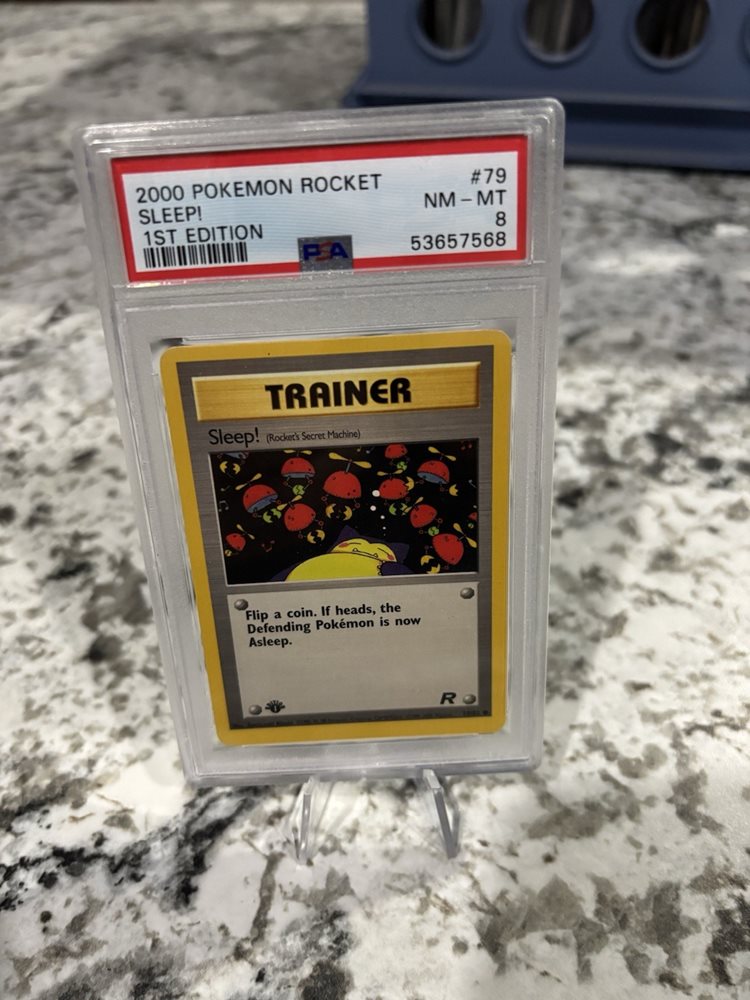 2000 POKEMON ROCKET #79
SLEEP! NM - MT
1ST EDITION 8
PSA 53657568
TRAINER
Sleep! (Rocket's Secret Machine)
Flip a coin. If heads, the
Defending Pokémon is now
Asleep.
1
R